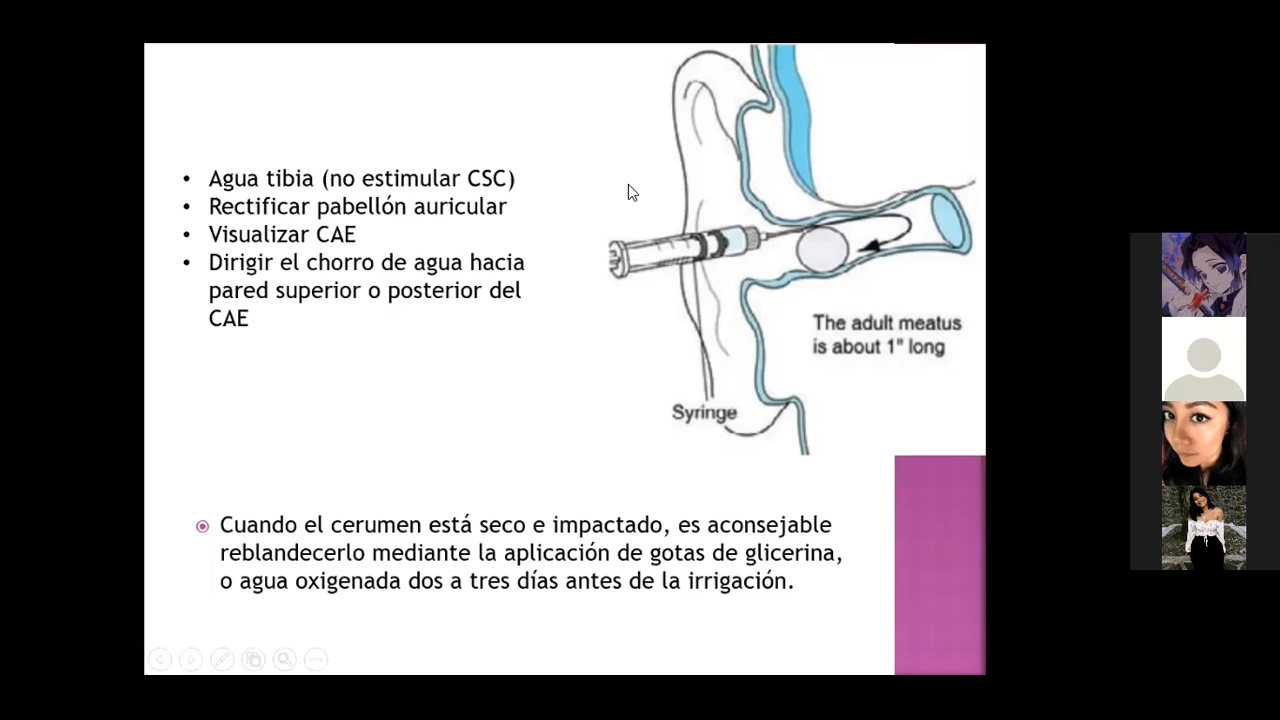 • Agua tibia (no estimular CSC)
• Rectificar pabellón auricular
• Visualizar CAE
• Dirigir el chorro de agua hacia
pared superior o posterior del
CAE
The adult meatus
is about 1" long
Syringe
Cuando el cerumen está seco e impactado, es aconsejable
reblandecerlo mediante la aplicación de gotas de glicerina,
o agua oxigenada dos a tres días antes de la irrigación.